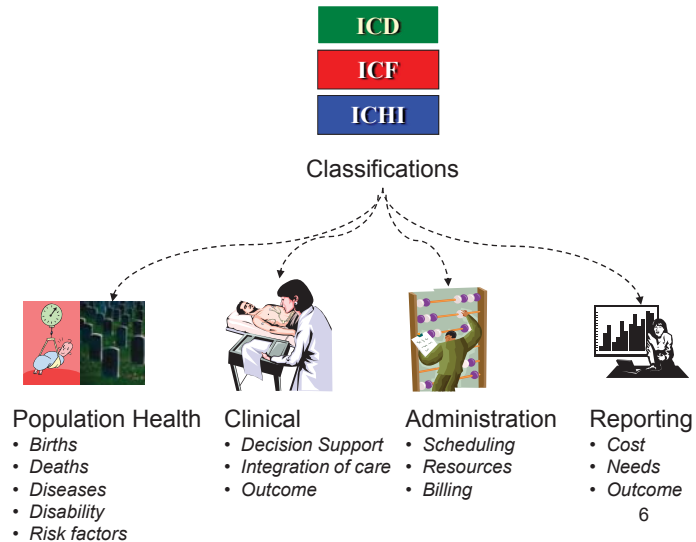 ICD
ICF
ICHI
Classifications
Population Health
• Births
• Deaths
• Diseases
• Disability
• Risk factors
Clinical
• Decision Support
• Integration of care
• Outcome
Administration
• Scheduling
• Resources
• Billing
Reporting
• Cost
• Needs
• Outcome
6